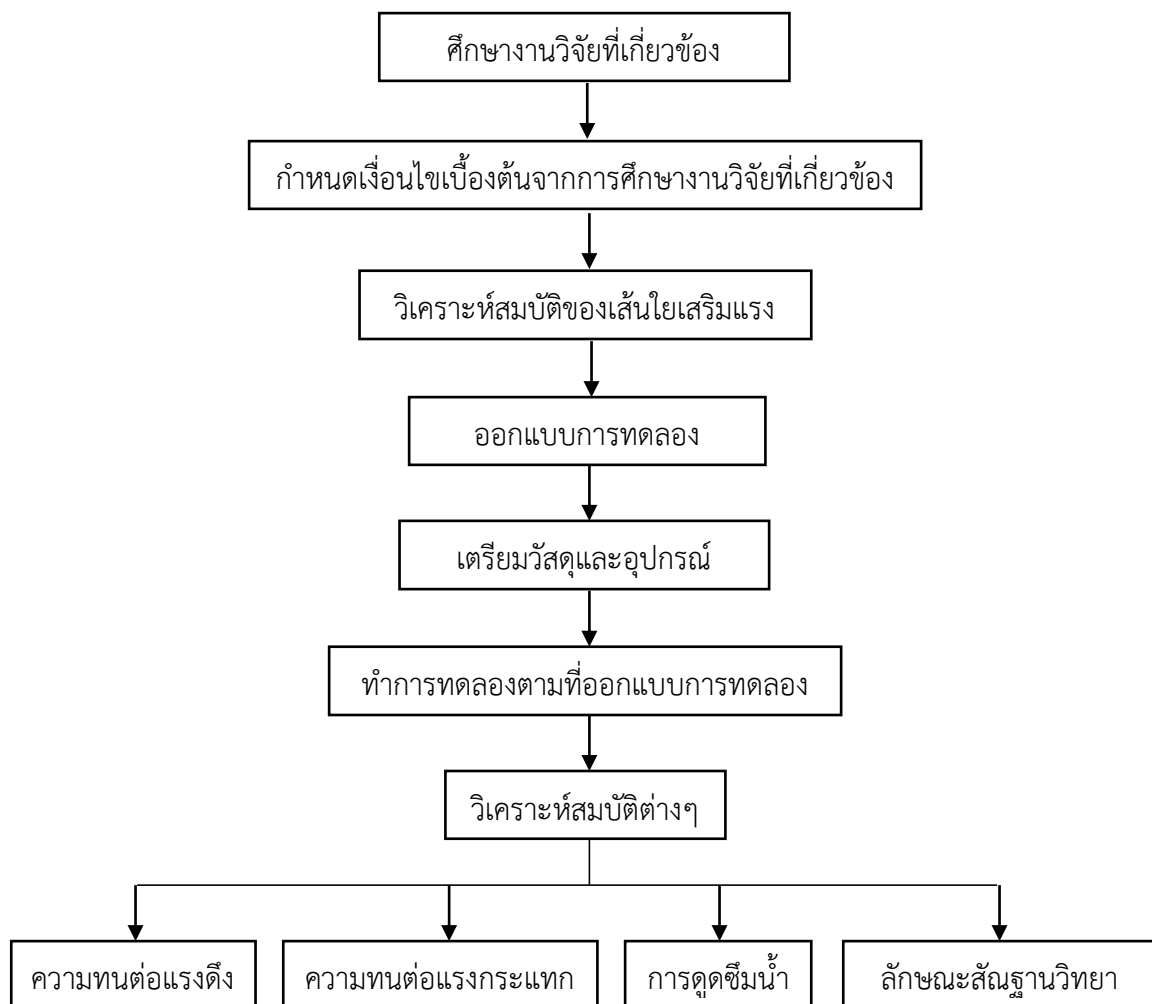 ศึกษางานวิจัยที่เกี่ยวข้อง
กำหนดเงื่อนไขเบื้องต้นจากการศึกษางานวิจัยที่เกี่ยวข้อง
วิเคราะห์สมบัติของเส้นใยเสริมแรง
ออกแบบการทดลอง
เตรียมวัสดุและอุปกรณ์
ทำการทดลองตามที่ออกแบบการทดลอง
วิเคราะห์สมบัติต่างๆ
ความทนต่อแรงดึง
ความทนต่อแรงกระแทก
การดูดซึมน้ำ
ลักษณะสัณฐานวิทยา